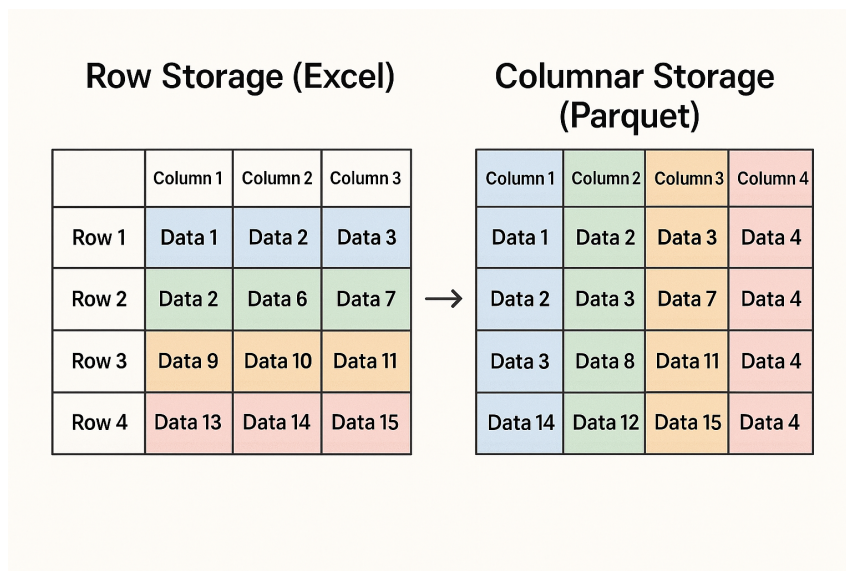 Row Storage (Excel)
Columnar Storage
(Parquet)
Column 1 Column 2 Column 3
Row 1 Data 1 Data 2 Data 3
Row 2 Data 2 Data 6 Data 7
Row 3 Data 9 Data 10 Data 11
Row 4 Data 13 Data 14 Data 15
Column 1 Column 2 Column 3 Column 4
Data 1 Data 2 Data 3 Data 4
Data 2 Data 3 Data 7 Data 4
Data 3 Data 8 Data 11 Data 4
Data 14 Data 12 Data 15 Data 4